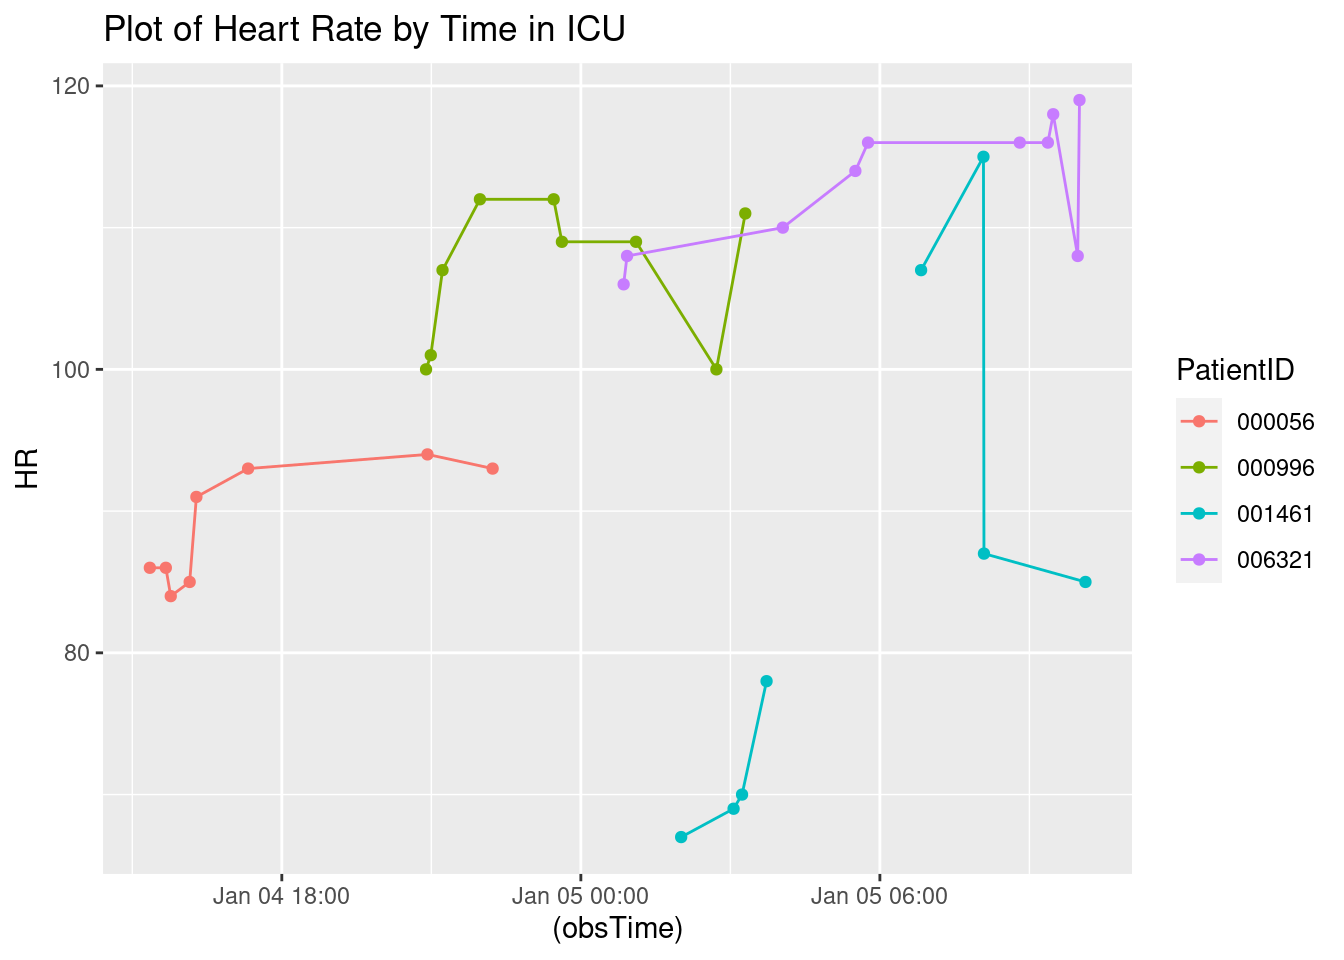 Plot of Heart Rate by Time in ICU
120
100
80
HR
Jan 04 18:00
Jan 05 00:00
Jan 05 06:00
(obsTime)
PatientID
000056
000996
001461
006321